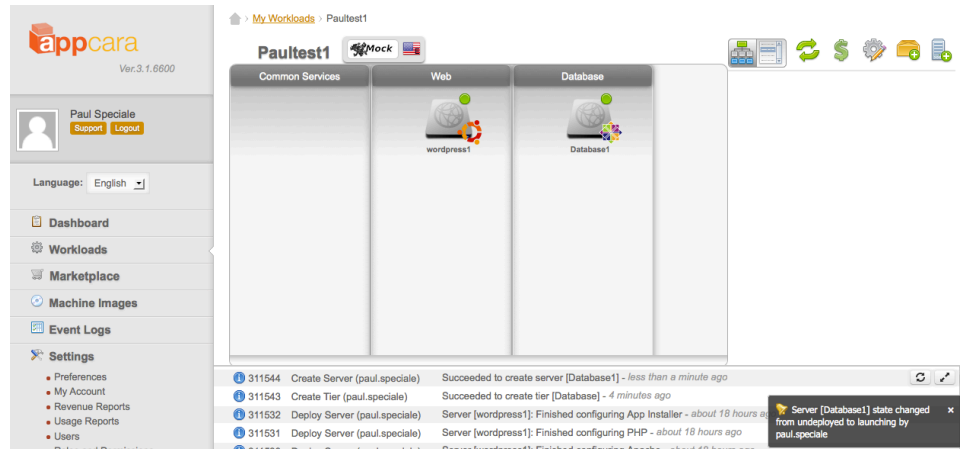 appcara
Ver.3.1.6600
Paul Speciale
Support Logout
Language: English
Dashboard
Workloads
Marketplace
Machine Images
Event Logs
Settings
Preferences
My Account
Revenue Reports
Usage Reports
Users
> My Workloads > Paultest1
Paultest1 Mock
Common Services Web Database
wordpress1 Database1
311544 Create Server (paul.speciale) Succeeded to create server [Database1] - less than a minute ago
311543 Create Tier (paul.speciale) Succeeded to create tier [Database] - 4 minutes ago
311532 Deploy Server (paul.speciale) Server [wordpress1]: Finished configuring App Installer - about 18 hours
311531 Deploy Server (paul.speciale) Server [wordpress1]: Finished configuring PHP - about 18 hours ago
Server [Database1] state changed
from undeployed to launching by
paul.speciale